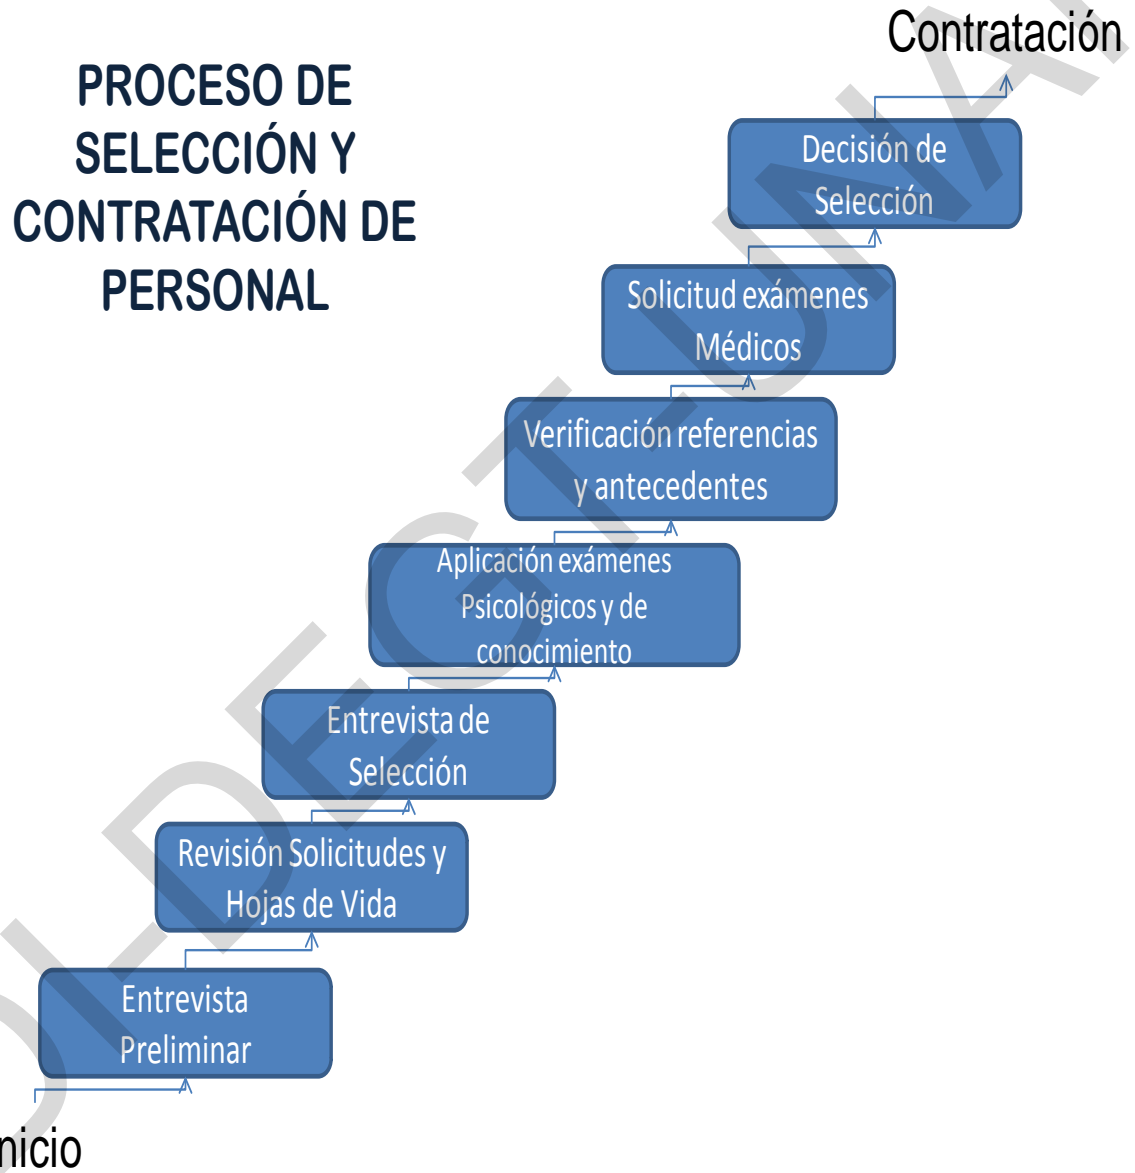 Contratación
PROCESO DE
SELECCIÓN Y
CONTRATACIÓN DE
PERSONAL
Decisión de
Selección
Solicitud exámenes
Médicos
Verificación referencias
y antecedentes
Aplicación exámenes
Psicológicos y de
conocimiento
Entrevista de
Selección
Revisión Solicitudes y
Hojas de Vida
Entrevista
Preliminar
nicio